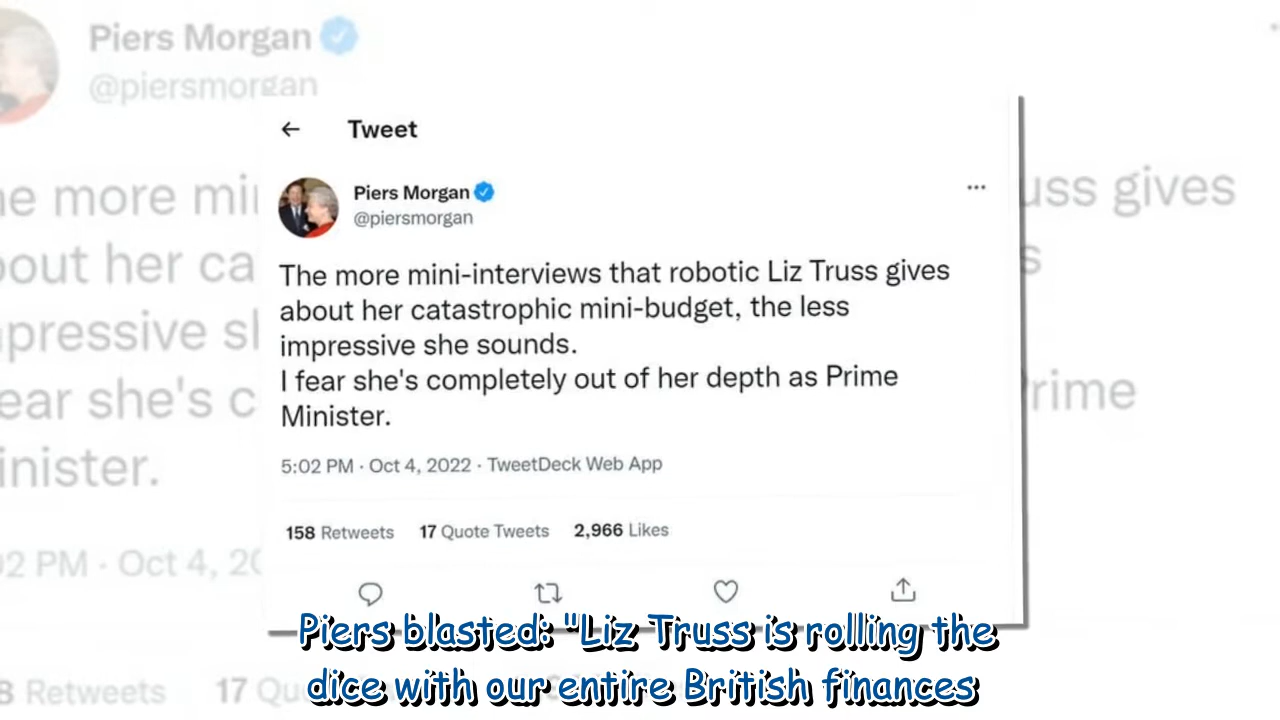 Piers Morgan
@piersmorgan
Tweet
Piers Morgan
@piersmorgan
The more mini-interviews that robotic Liz Truss gives
about her catastrophic mini-budget, the less
impressive she sounds.
I fear she's completely out of her depth as Prime
Minister.
5:02 PM · Oct 4, 2022 · TweetDeck Web App
158 Retweets 17 Quote Tweets 2,966 Likes
Piers blasted: "Liz Truss is rolling the
dice with our entire British finances